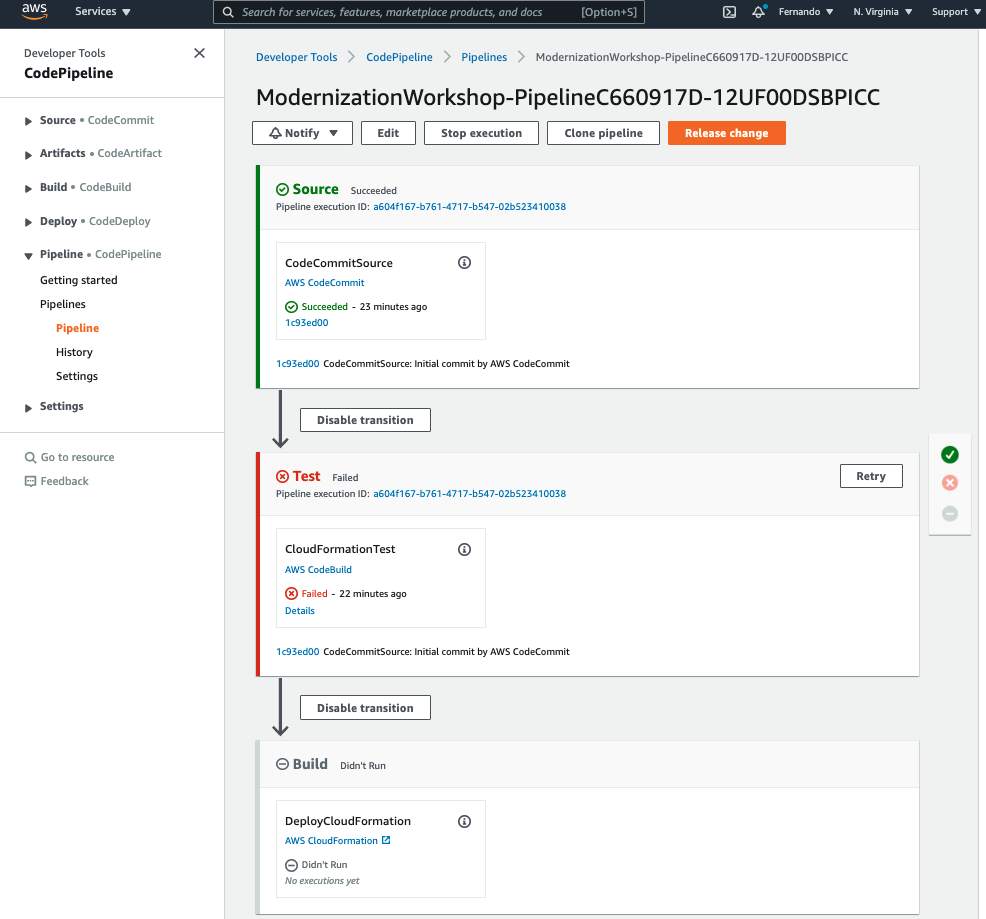 aws
Services
Search for services, features, marketplace products, and docs
[Option+S]
Fernando
N. Virginia
Support
Developer Tools
CodePipeline
Source • CodeCommit
Artifacts • CodeArtifact
Build • CodeBuild
Deploy • CodeDeploy
Pipeline • CodePipeline
Getting started
Pipelines
Pipeline
History
Settings
Settings
Go to resource
Feedback
Developer Tools
CodePipeline
Pipelines
ModernizationWorkshop-PipelineC660917D-12UF00DSBPICC
ModernizationWorkshop-PipelineC660917D-12UF00DSBPICC
Notify
Edit
Stop execution
Clone pipeline
Release change
Source Succeeded
Pipeline execution ID: a604f167-b761-4717-b547-02b523410038
CodeCommitSource
AWS CodeCommit
Succeeded - 23 minutes ago
1c93ed00
1c93ed00 CodeCommitSource: Initial commit by AWS CodeCommit
Disable transition
Test Failed
Retry
Pipeline execution ID: a604f167-b761-4717-b547-02b523410038
CloudFormationTest
AWS CodeBuild
Failed - 22 minutes ago
Details
1c93ed00 CodeCommitSource: Initial commit by AWS CodeCommit
Disable transition
Build Didn't Run
DeployCloudFormation
AWS CloudFormation
Didn't Run
No executions yet